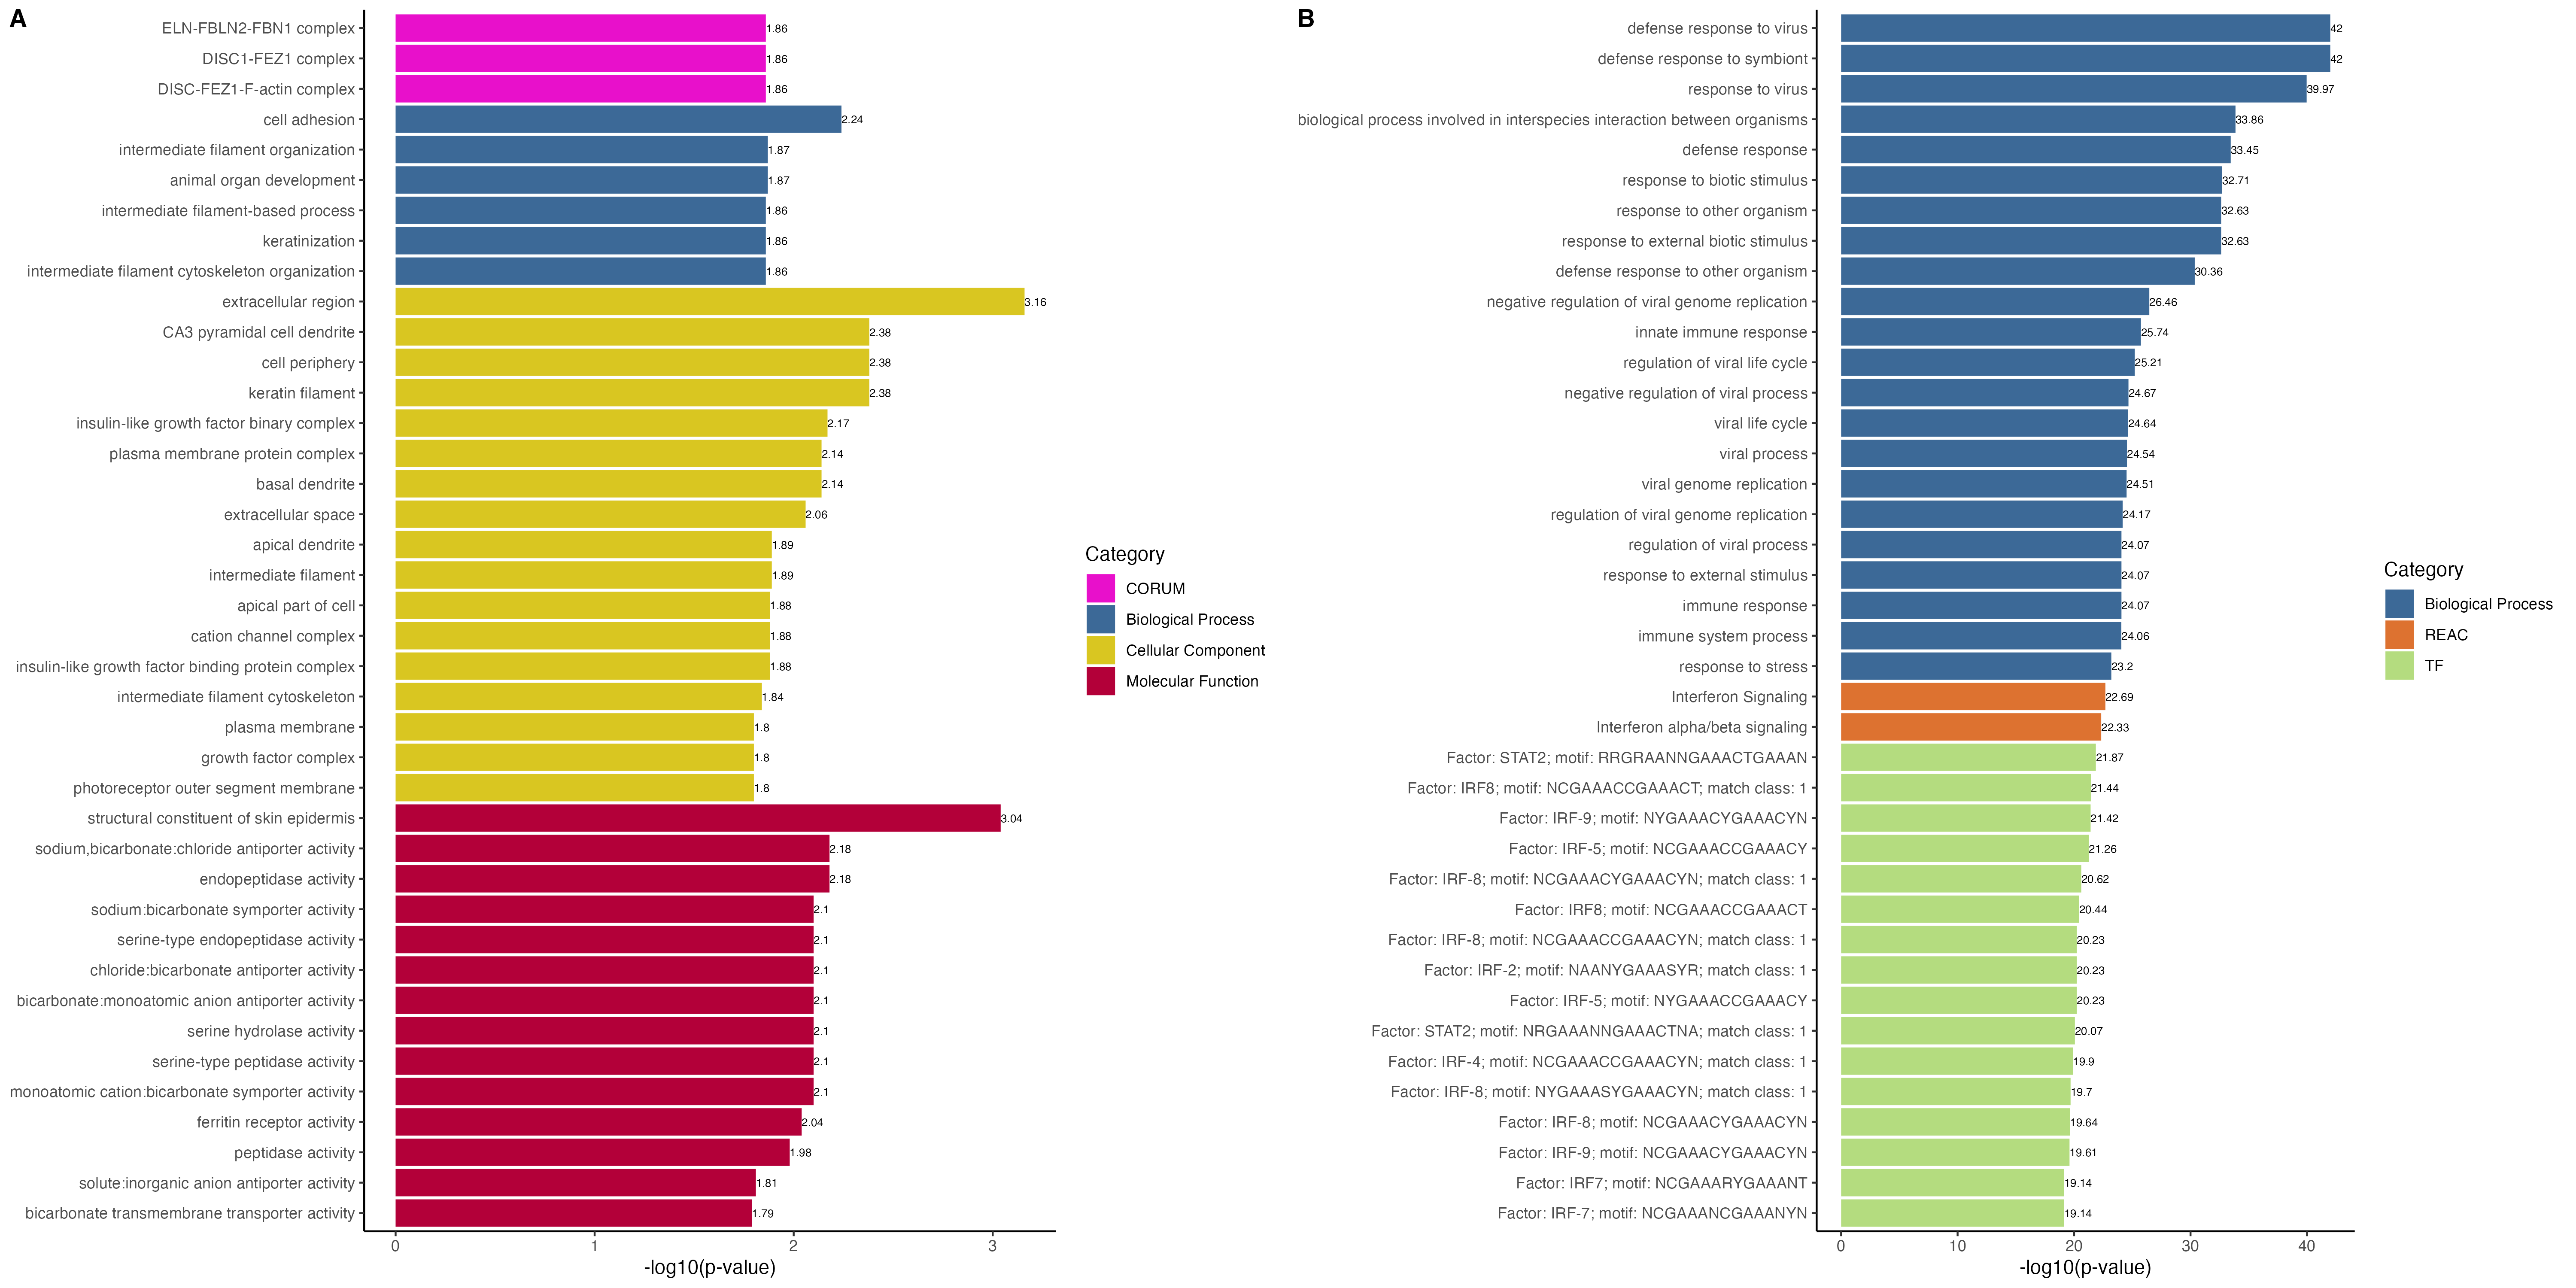 A
ELN-FBLN2-FBN1 complex 1.86
DISC1-FEZ1 complex 1.86
DISC-FEZ1-F-actin complex 1.86
cell adhesion 2.24
intermediate filament organization 1.87
animal organ development 1.87
intermediate filament-based process 1.86
keratinization 1.86
intermediate filament cytoskeleton organization 1.86
extracellular region 3.16
CA3 pyramidal cell dendrite 2.38
cell periphery 2.38
keratin filament 2.38
insulin-like growth factor binary complex 2.17
plasma membrane protein complex 2.14
basal dendrite 2.14
extracellular space 2.06
apical dendrite 1.89
intermediate filament 1.89
apical part of cell 1.88
cation channel complex 1.88
insulin-like growth factor binding protein complex 1.88
intermediate filament cytoskeleton 1.84
plasma membrane 1.8
growth factor complex 1.8
photoreceptor outer segment membrane 1.8
structural constituent of skin epidermis 3.04
sodium,bicarbonate:chloride antiporter activity 2.18
endopeptidase activity 2.18
sodium:bicarbonate symporter activity 2.1
serine-type endopeptidase activity 2.1
chloride:bicarbonate antiporter activity 2.1
bicarbonate:monoatomic anion antiporter activity 2.1
serine hydrolase activity 2.1
serine-type peptidase activity 2.1
monoatomic cation:bicarbonate symporter activity 2.1
ferritin receptor activity 2.04
peptidase activity 1.98
solute:inorganic anion antiporter activity 1.81
bicarbonate transmembrane transporter activity 1.79
0 1 2 3
-log10(p-value)
Category
CORUM
Biological Process
Cellular Component
Molecular Function
B
defense response to virus 42
defense response to symbiont 42
response to virus 39.97
biological process involved in interspecies interaction between organisms 33.86
defense response 33.45
response to biotic stimulus 32.71
response to other organism 32.63
response to external biotic stimulus 32.63
defense response to other organism 30.36
negative regulation of viral genome replication 26.46
innate immune response 25.74
regulation of viral life cycle 25.21
negative regulation of viral process 24.67
viral life cycle 24.64
viral process 24.54
viral genome replication 24.51
regulation of viral genome replication 24.17
regulation of viral process 24.07
response to external stimulus 24.07
immune response 24.07
immune system process 24.06
response to stress 23.2
Interferon Signaling 22.69
Interferon alpha/beta signaling 22.33
Factor: STAT2; motif: RRGRAANNGAAACTGAAAN 21.87
Factor: IRF8; motif: NCGAAACCGAAACT; match class: 1 21.44
Factor: IRF-9; motif: NYGAAACYGAAACYN 21.42
Factor: IRF-5; motif: NCGAAACCGAAACY 21.26
Factor: IRF-8; motif: NCGAAACYGAAACYN; match class: 1 20.62
Factor: IRF8; motif: NCGAAACCGAAACT 20.44
Factor: IRF-8; motif: NCGAAACCGAAACYN; match class: 1 20.23
Factor: IRF-2; motif: NAANYGAAASYR; match class: 1 20.23
Factor: IRF-5; motif: NYGAAACCGAAACY 20.23
Factor: STAT2; motif: NRGAAANNGAAACTNA; match class: 1 20.07
Factor: IRF-4; motif: NCGAAACCGAAACYN; match class: 1 19.9
Factor: IRF-8; motif: NYGAAASYGAAACYN; match class: 1 19.7
Factor: IRF-8; motif: NCGAAACYGAAACYN 19.64
Factor: IRF-9; motif: NCGAAACYGAAACYN 19.61
Factor: IRF7; motif: NCGAAARYGAAANT 19.14
Factor: IRF-7; motif: NCGAAANCGAAANYN 19.14
0 10 20 30 40
-log10(p-value)
Category
Biological Process
REAC
TF